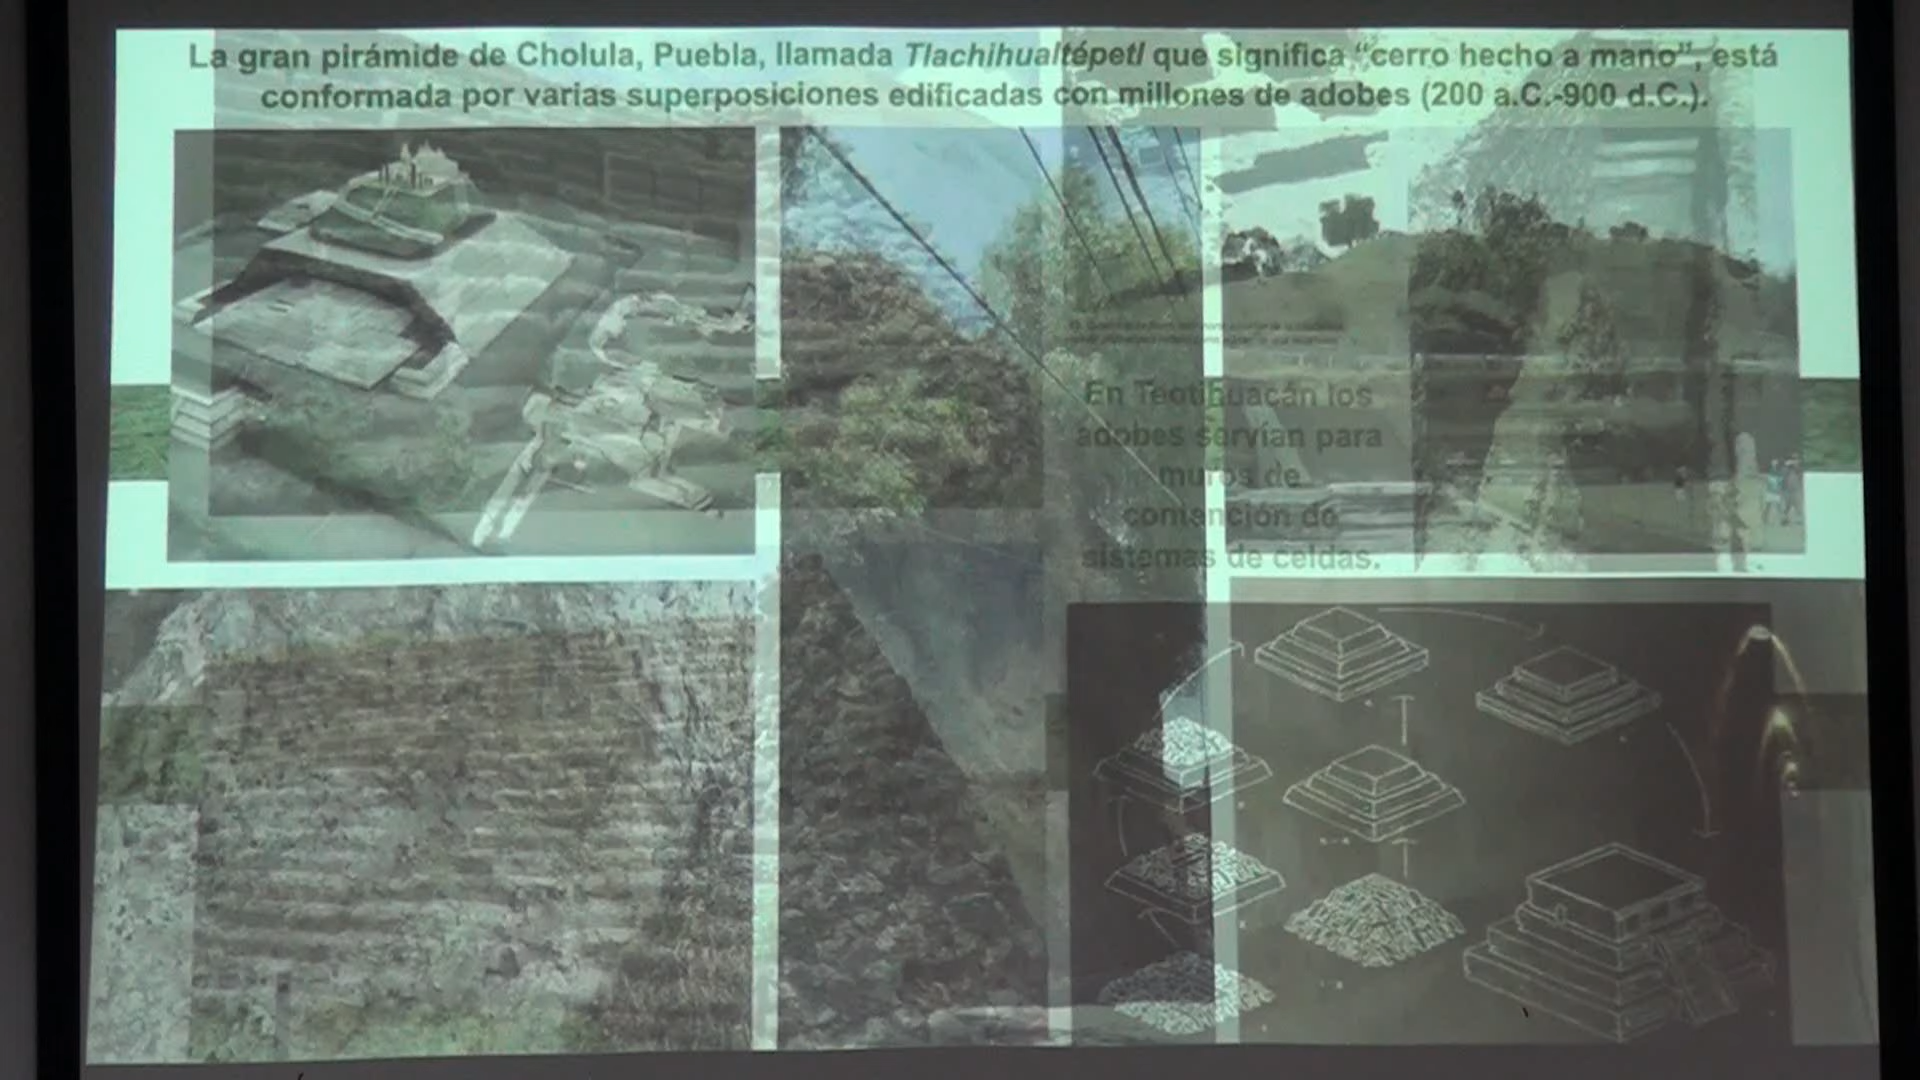 La gran pirámide de Cholula, Puebla, llamada Tlachihualtépetl que significa “cerro hecho a mano”, está
conformada por varias superposiciones edificadas con millones de adobes (200 a.C.-900 d.C.).
En Teotihuacán los
adobes servían para
muros de
contención de
sistemas de celdas.